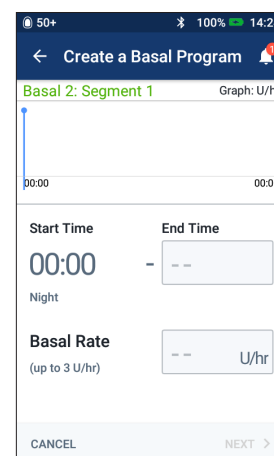 50+ 100% 14:2
← Create a Basal Program 1
Basal 2: Segment 1 Graph: U/h
00:00 00:0
Start Time End Time
00:00 - --
Night
Basal Rate
(up to 3 U/hr) -- U/hr
CANCEL NEXT >